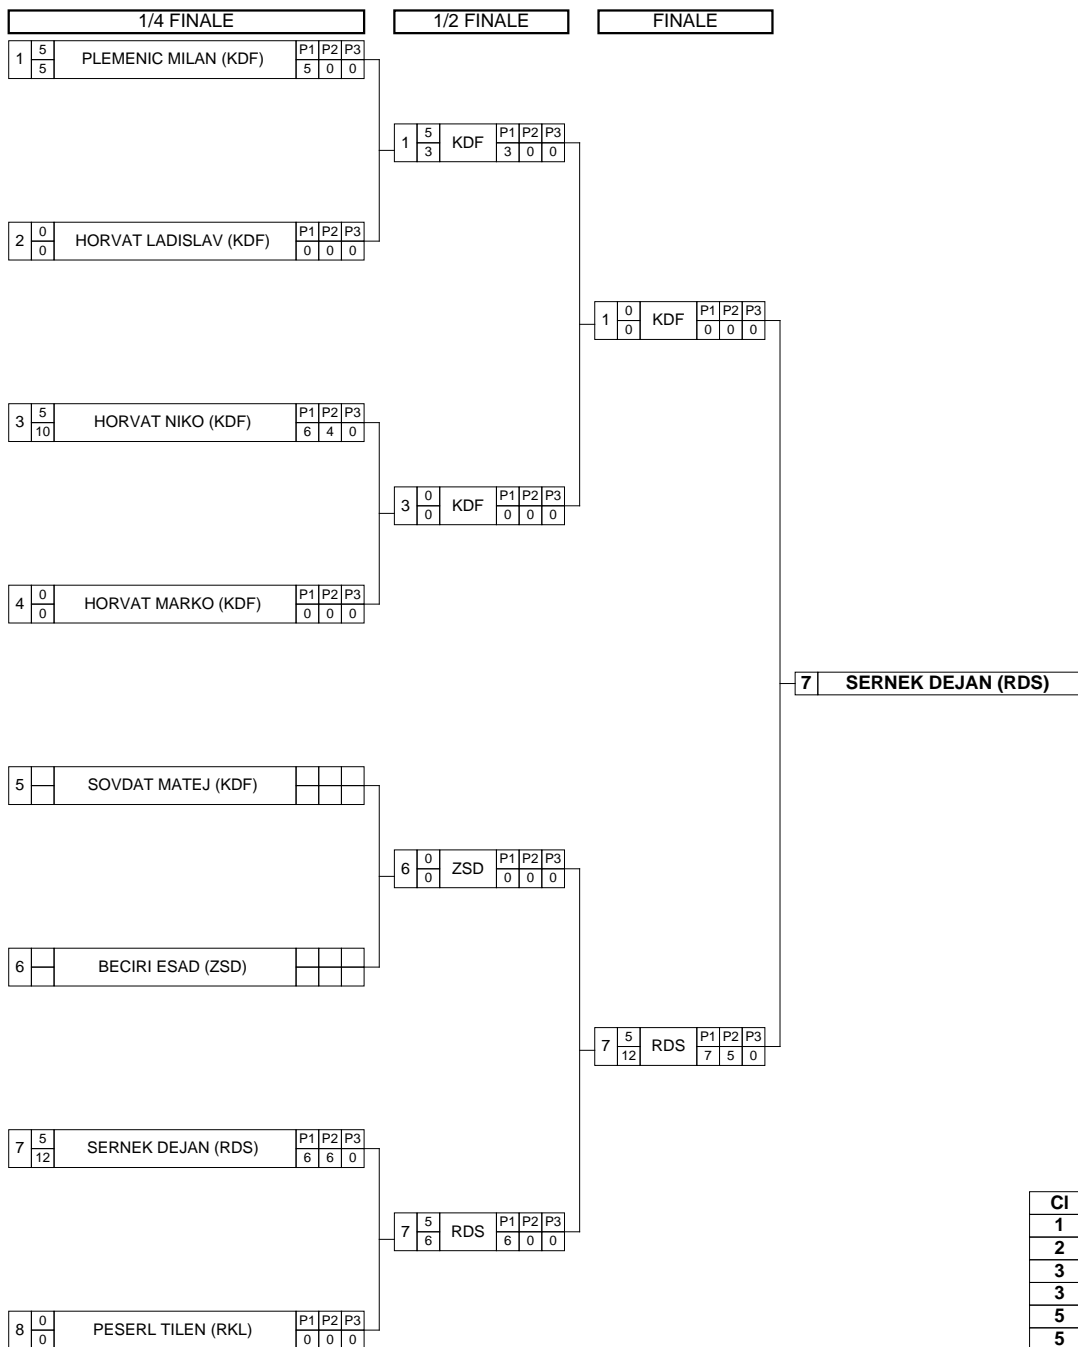 1/4 FINALE 1/2 FINALE FINALE
1 5 5 PLEMENIC MILAN (KDF) P1 P2 P3 5 0 0
1 5 3 KDF P1 P2 P3 3 0 0
2 0 0 HORVAT LADISLAV (KDF) P1 P2 P3 0 0 0
1 0 0 KDF P1 P2 P3 0 0 0
3 5 10 HORVAT NIKO (KDF) P1 P2 P3 6 4 0
3 0 0 KDF P1 P2 P3 0 0 0
4 0 0 HORVAT MARKO (KDF) P1 P2 P3 0 0 0
7 SERNEK DEJAN (RDS)
5 SOVDAT MATEJ (KDF)
6 0 0 ZSD P1 P2 P3 0 0 0
6 BECIRI ESAD (ZSD)
7 5 12 RDS P1 P2 P3 7 5 0
7 5 12 SERNEK DEJAN (RDS) P1 P2 P3 6 6 0
7 5 6 RDS P1 P2 P3 6 0 0
8 0 0 PESERL TILEN (RKL) P1 P2 P3 0 0 0
Cl
1
2
3
3
5
5